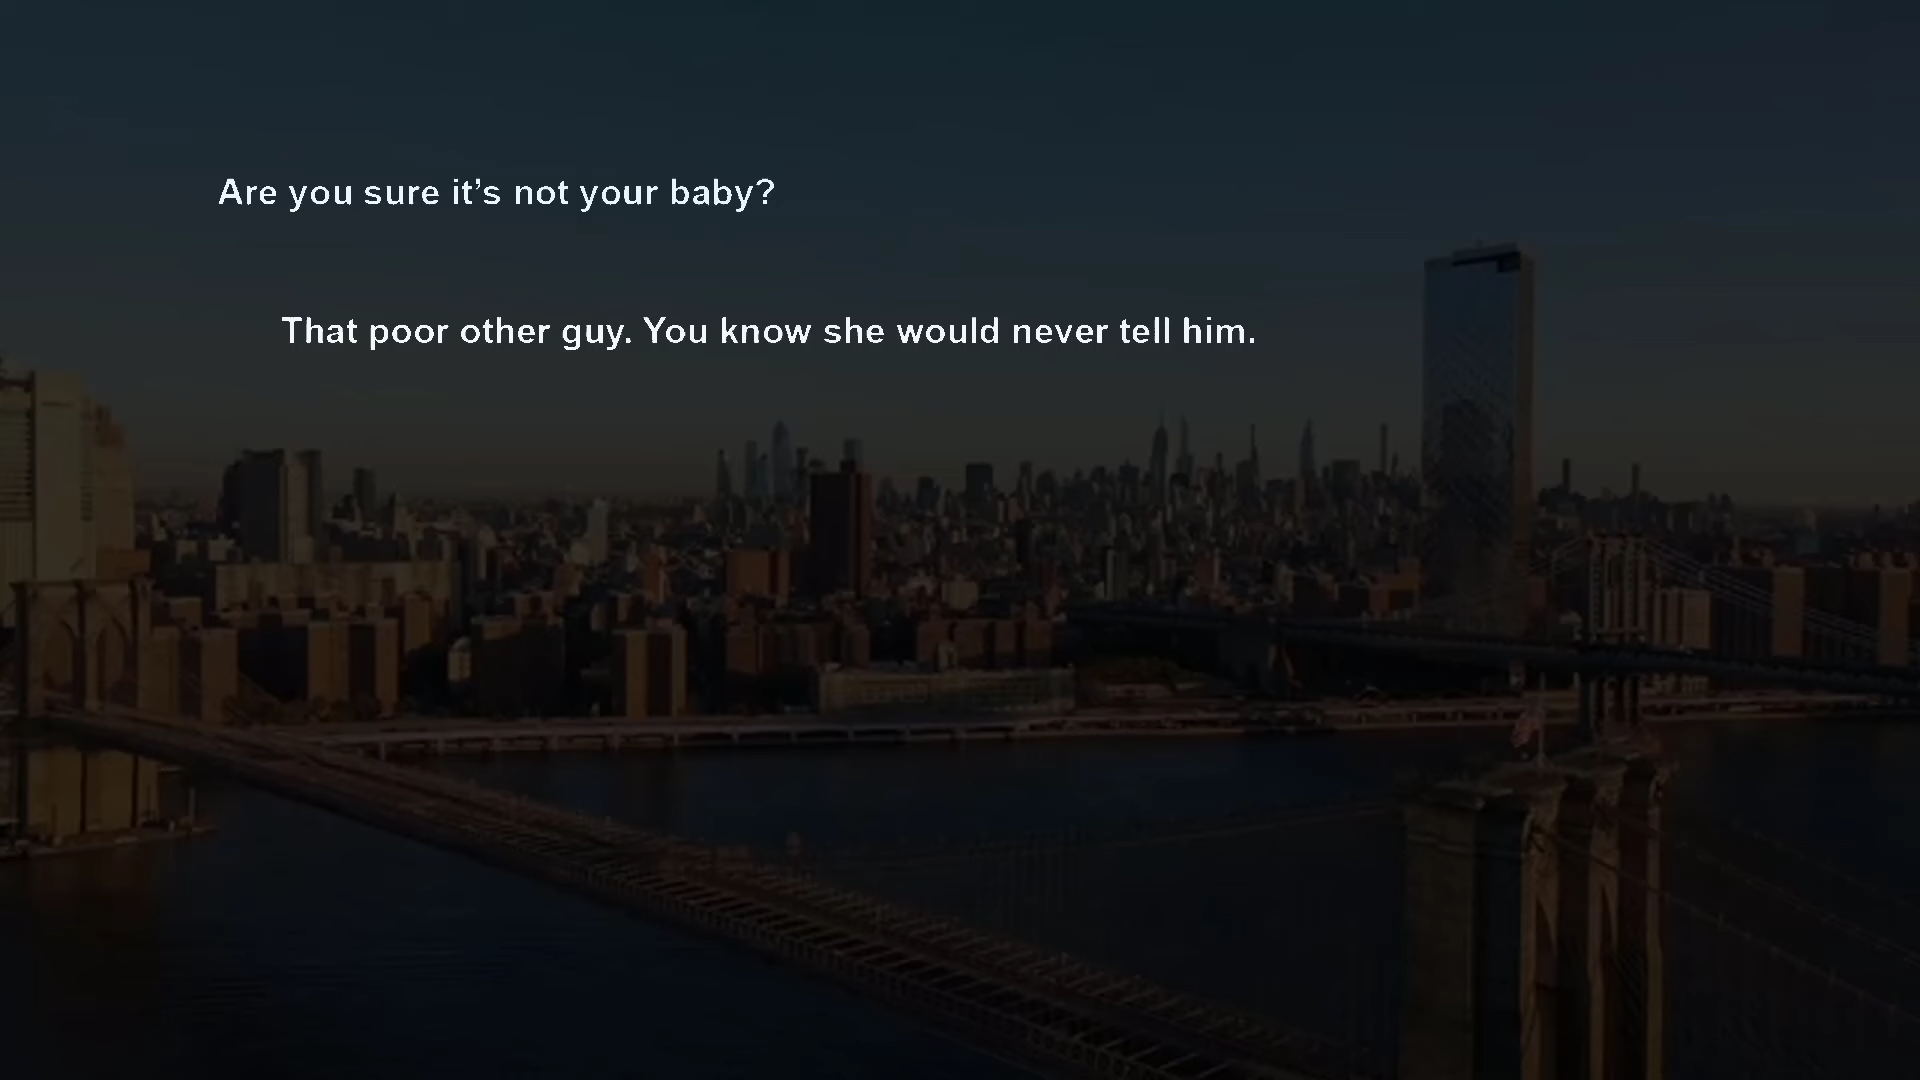 Are you sure it’s not your baby?
That poor other guy. You know she would never tell him.